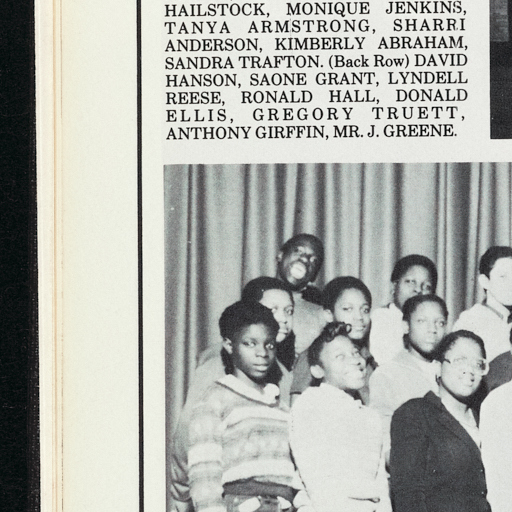 HAILSTOCK, MONIQUE JENKINS,
TANYA ARMSTRONG, SHARRI
ANDERSON, KIMBERLY ABRAHAM,
SANDRA TRAFTON. (Back Row) DAVID
HANSON, SAONE GRANT, LYNDELL
REESE, RONALD HALL, DONALD
ELLIS, GREGORY TRUETT,
ANTHONY GIRFFIN, MR. J. GREENE.